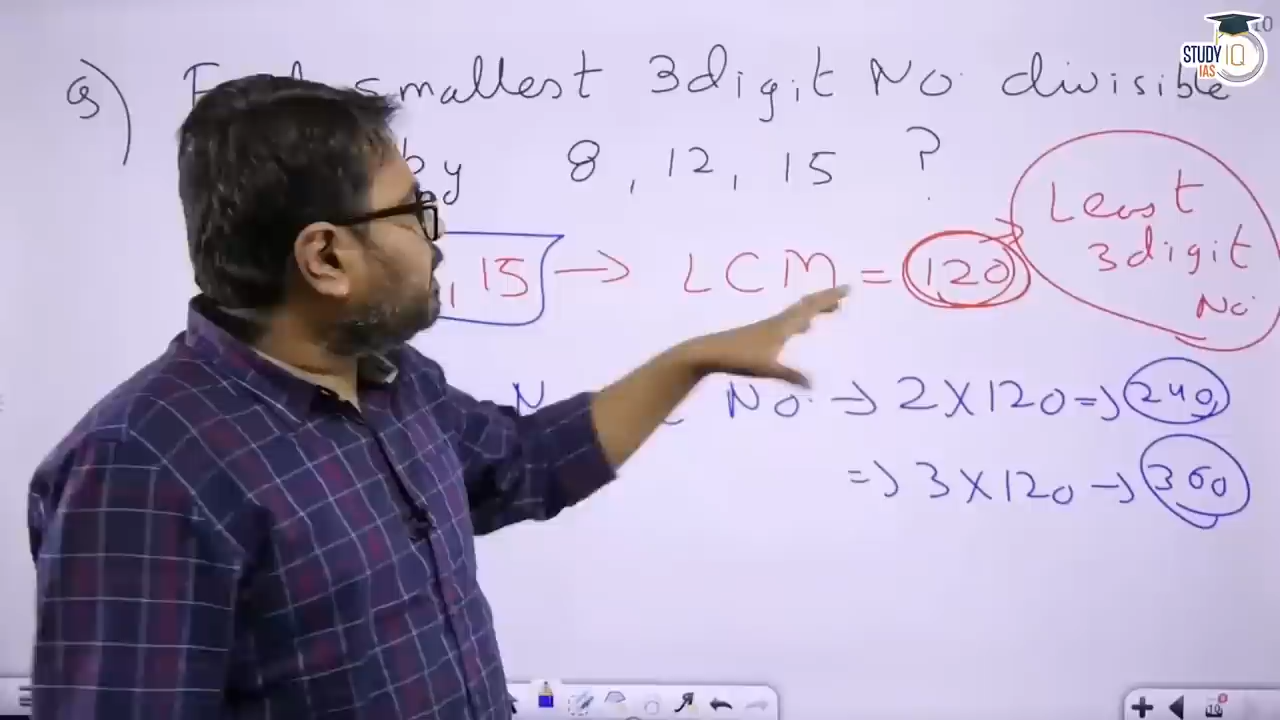 STUDY IQ
IAS
10
Q) smallest 3digit No. divisible
by 8, 12, 15 ?
, 15 → LCM = 120
Least
3digit
No.
N No. → 2 X 120 => 240
=> 3 X 120 → 360